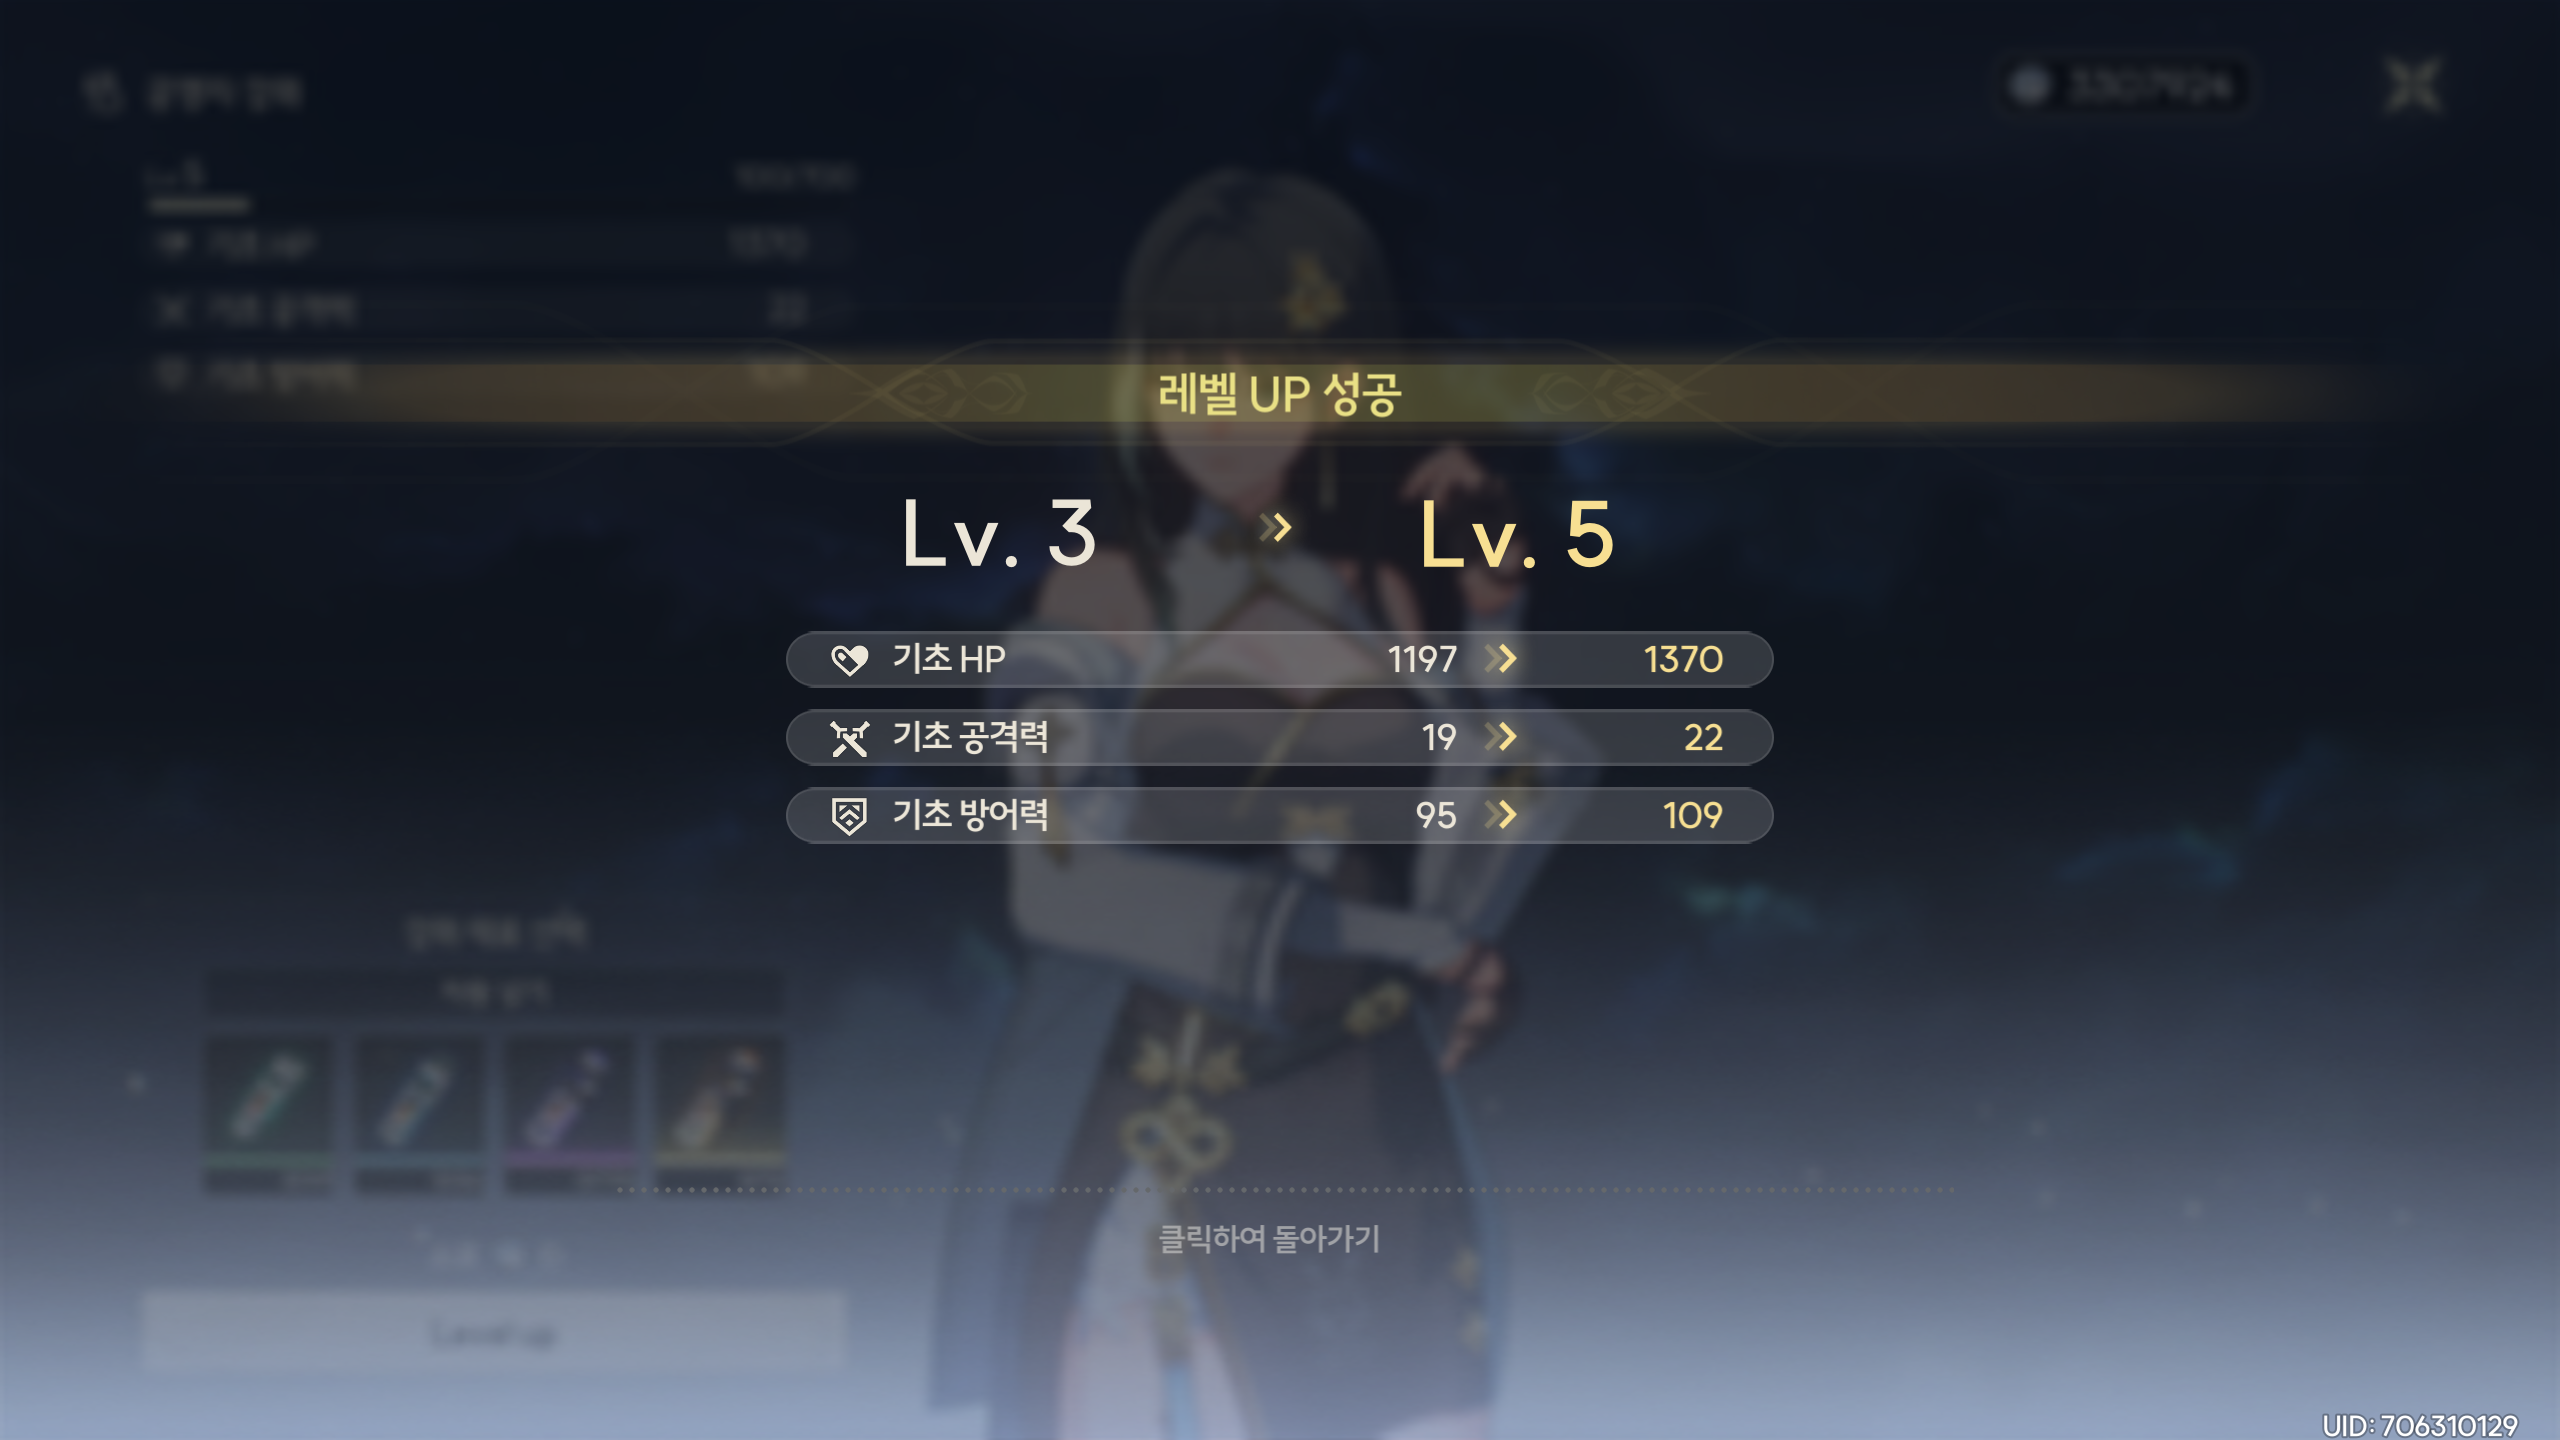 레벨 UP 성공
Lv. 3 Lv. 5
기초 HP 1197 1370
기초 공격력 19 22
기초 방어력 95 109
클릭하여 돌아가기
Level up
UID: 706310129